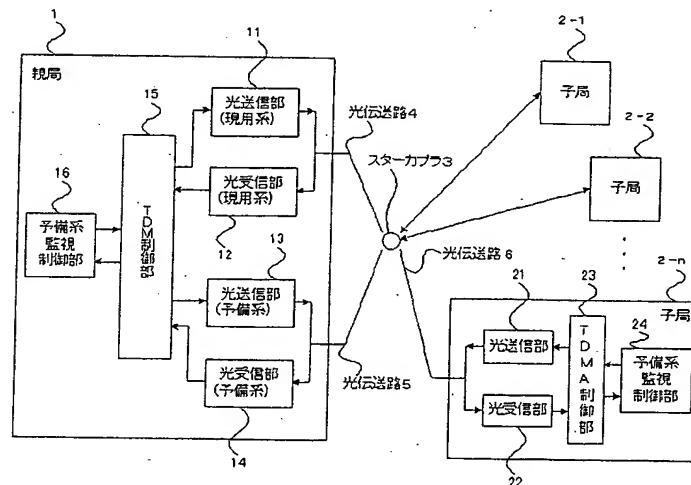 1
親局
11
光送信部
(現用系)
15
TDM制御部
16
予備系
監視
制御部
光受信部
(現用系)
12
13
光送信部
(予備系)
光受信部
(予備系)
14
光伝送路4
スターカプラ3
光伝送路6
光伝送路5
2-1
子局
2-2
子局
2-n
子局
21
光送信部
23
TDMA制御部
24
予備系
監視
制御部
光受信部
22